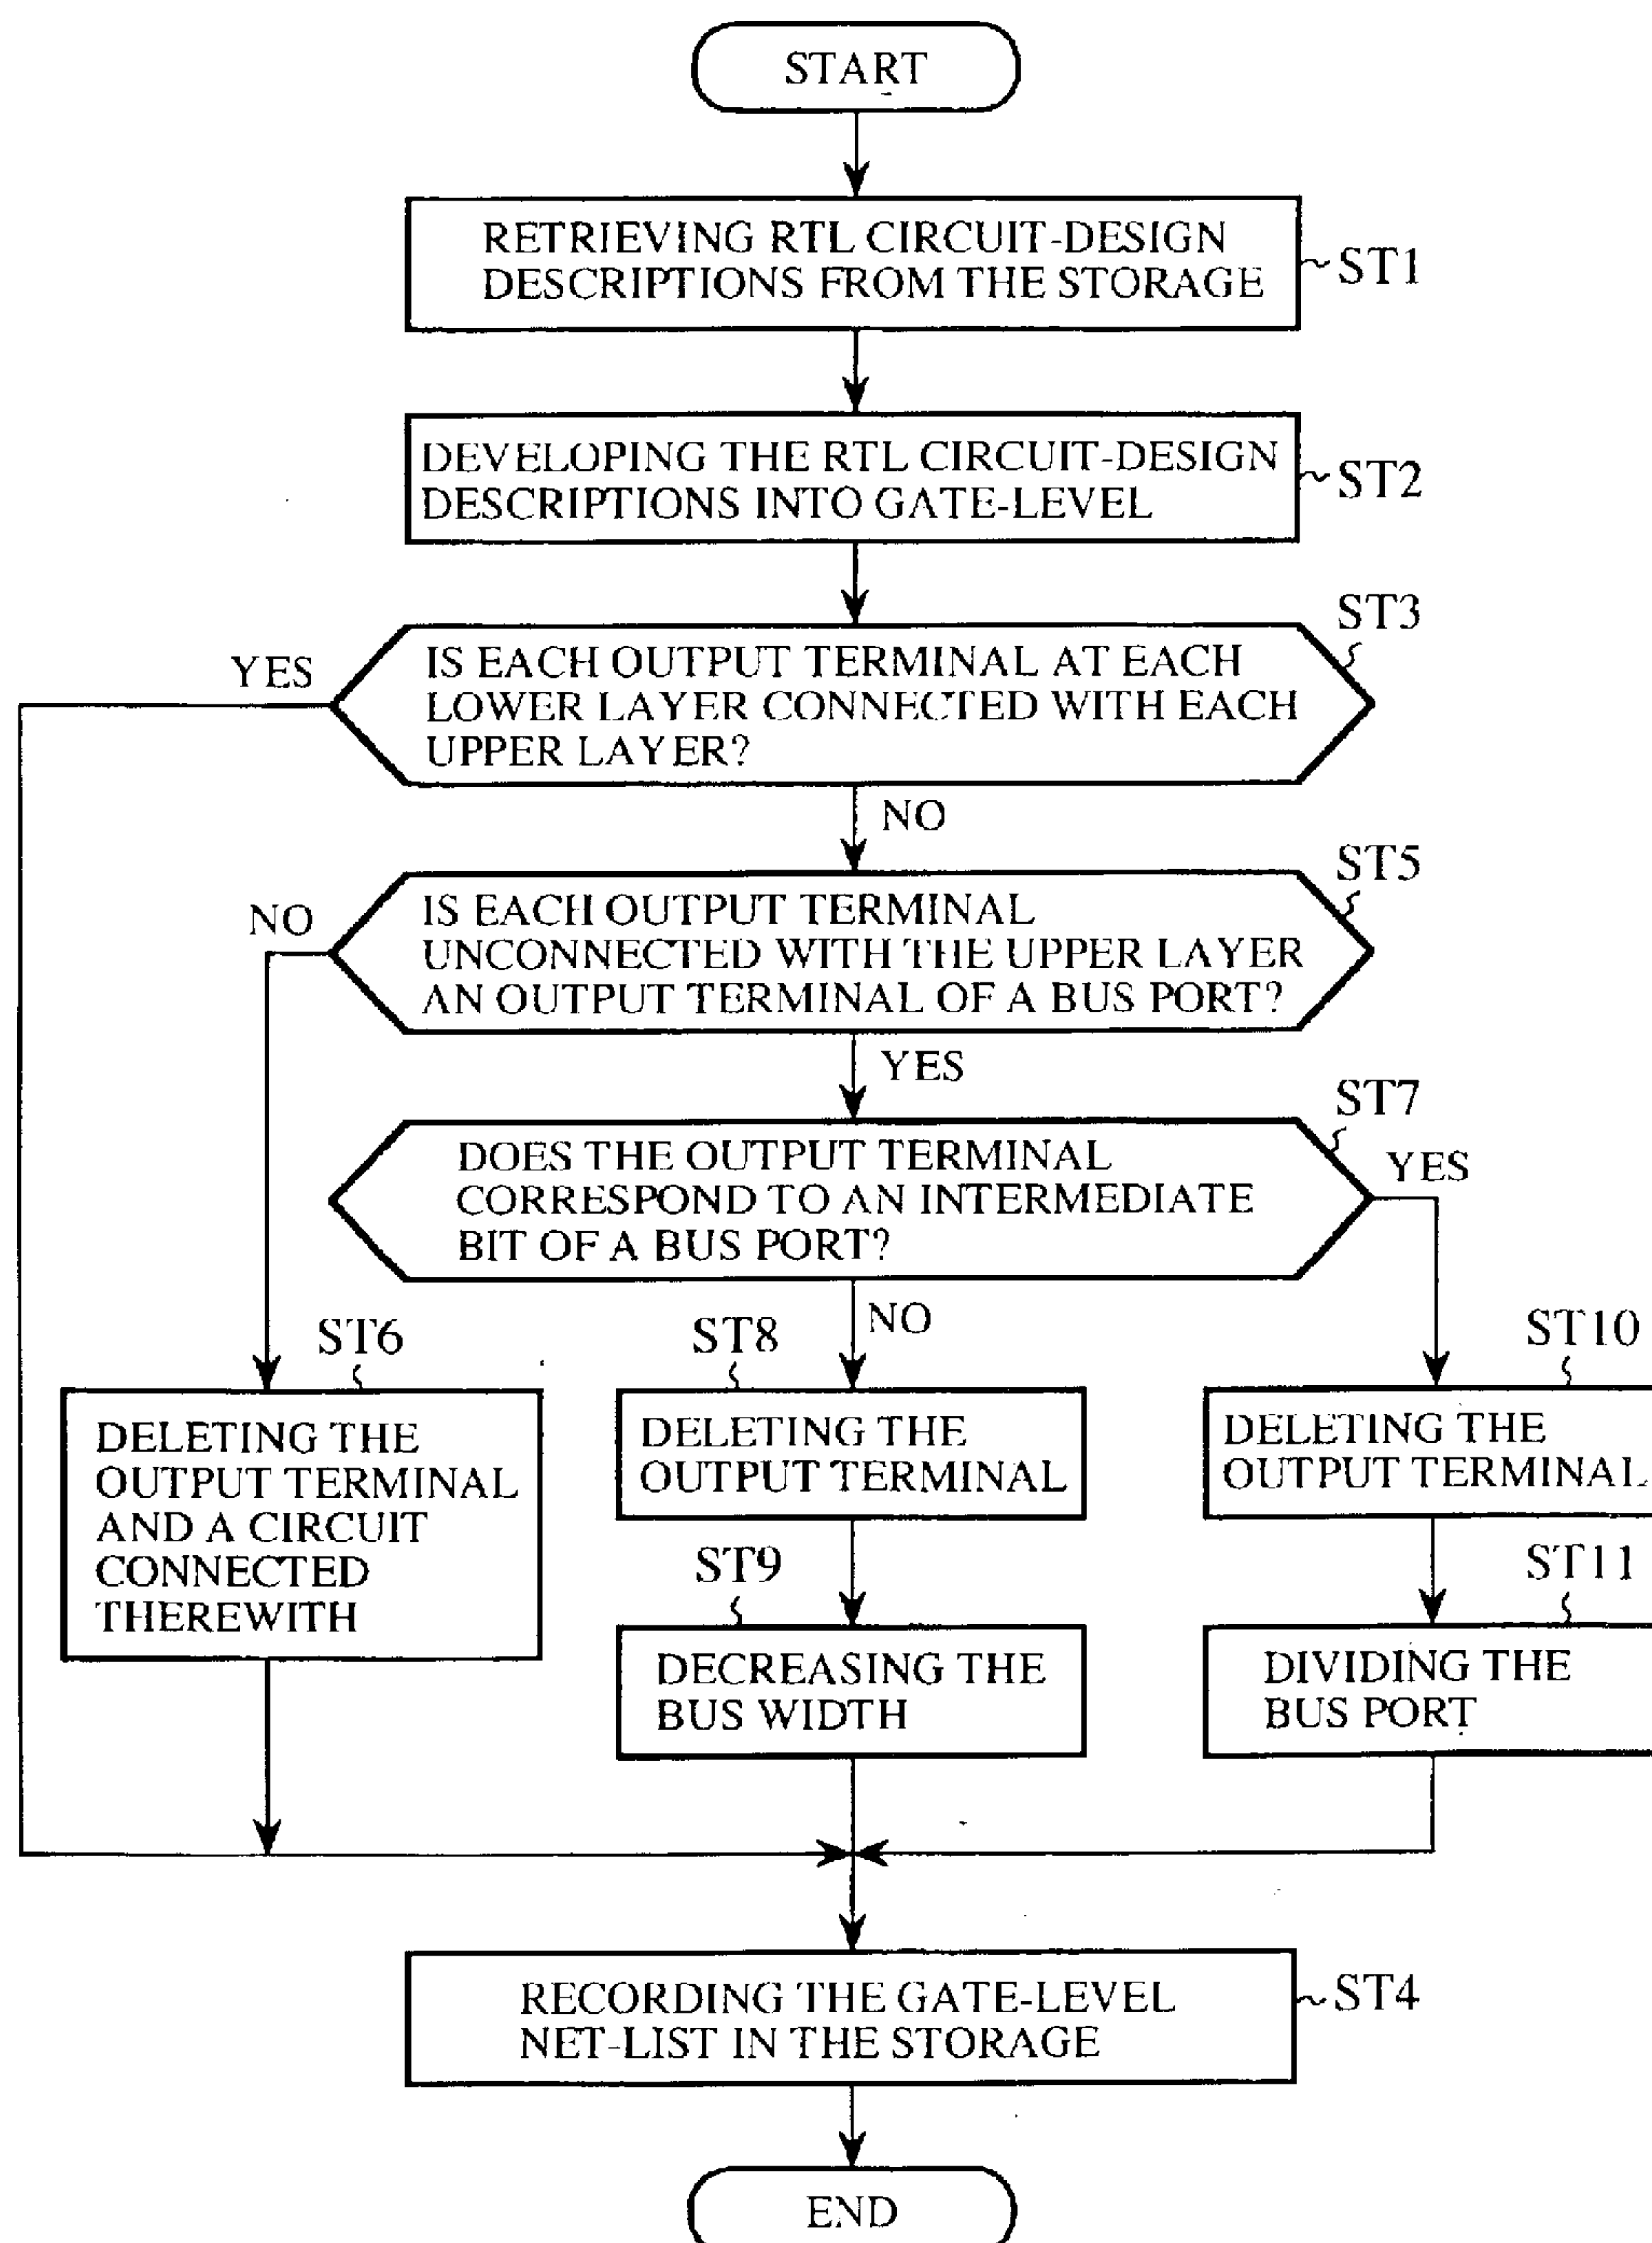 START
RETRIEVING RTL CIRCUIT-DESIGN
DESCRIPTIONS FROM THE STORAGE
ST1
DEVELOPING THE RTL CIRCUIT-DESIGN
DESCRIPTIONS INTO GATE-LEVEL
ST2
ST3
YES
IS EACH OUTPUT TERMINAL AT EACH
LOWER LAYER CONNECTED WITH EACH
UPPER LAYER?
NO
ST5
NO
IS EACH OUTPUT TERMINAL
UNCONNECTED WITH THE UPPER LAYER
AN OUTPUT TERMINAL OF A BUS PORT?
YES
ST7
YES
DOES THE OUTPUT TERMINAL
CORRESPOND TO AN INTERMEDIATE
BIT OF A BUS PORT?
NO
ST6
DELETING THE
OUTPUT TERMINAL
AND A CIRCUIT
CONNECTED
THEREWITH
ST8
DELETING THE
OUTPUT TERMINAL
ST9
DECREASING THE
BUS WIDTH
ST10
DELETING THE
OUTPUT TERMINAL
ST11
DIVIDING THE
BUS PORT
RECORDING THE GATE-LEVEL
NET-LIST IN THE STORAGE
ST4
END